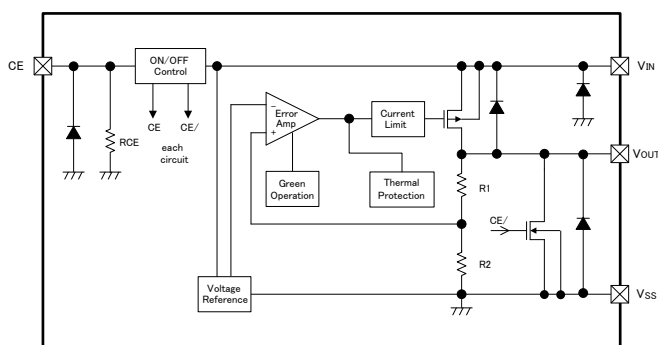 CE
ON/OFF
Control
VIN
CE
CE/
each
circuit
RCE
−
Error
Amp
+
Current
Limit
Green
Operation
Thermal
Protection
VOUT
R1
CE/
R2
Voltage
Reference
VSS